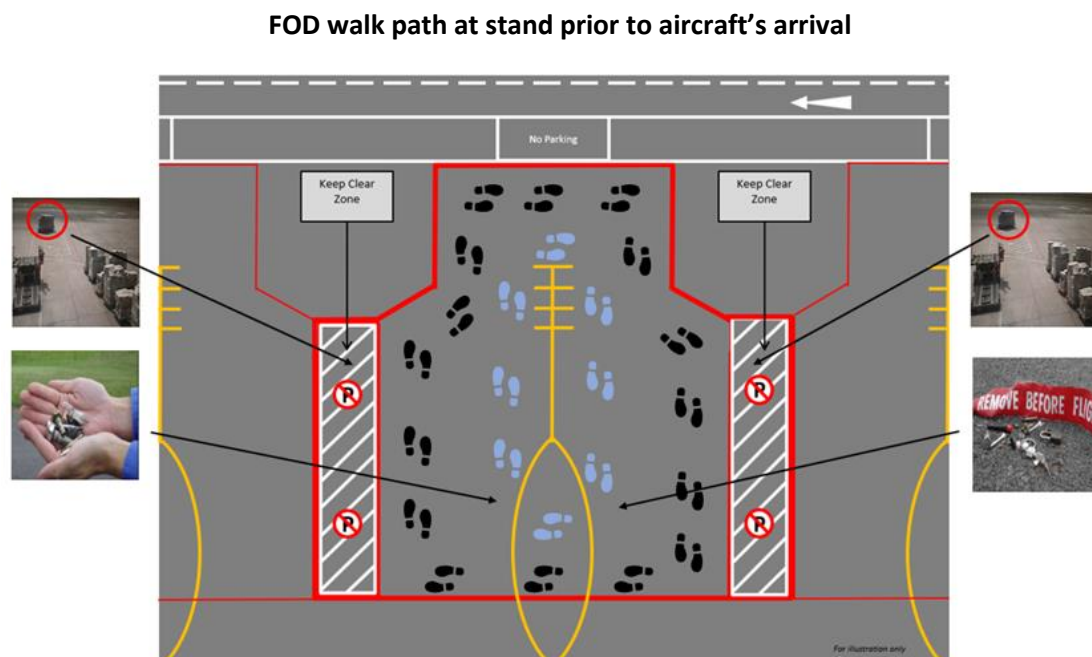 FOD walk path at stand prior to aircraft's arrival
No Parking
Keep Clear
Zone
Keep Clear
Zone
P
P
P
P
REMOVE BEFORE FLIG
For illustration only